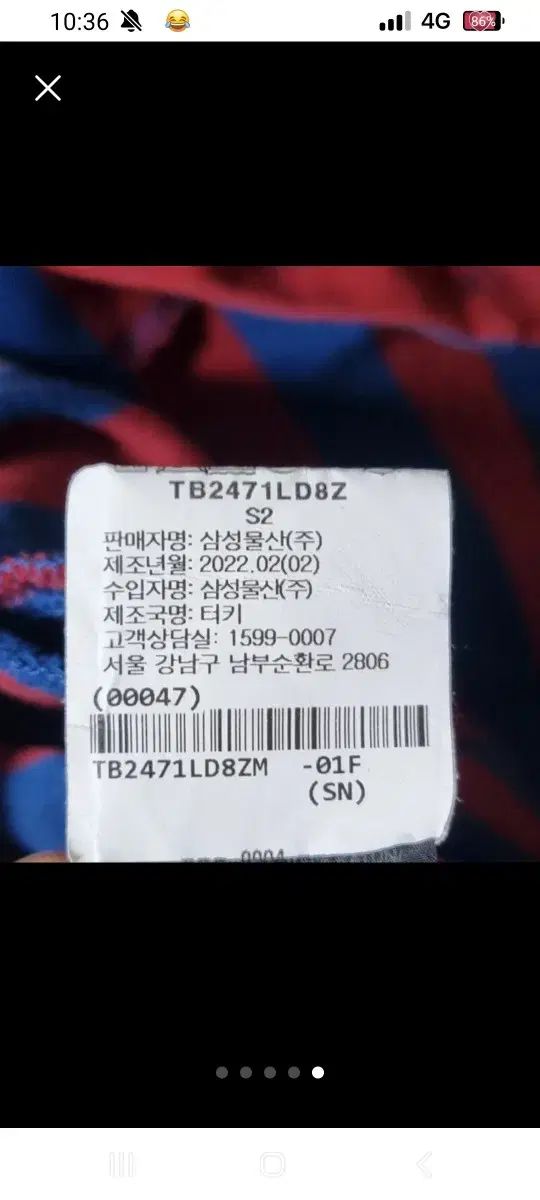 10:36
4G
86%
TB2471LD8Z
S2
판매자명: 삼성물산(주)
제조년월: 2022.02(02)
수입자명: 삼성물산(주)
제조국명: 터키
고객상담실: 1599-0007
서울 강남구 남부순환로 2806
(00047)
TB2471LD8ZM -01F
(SN)